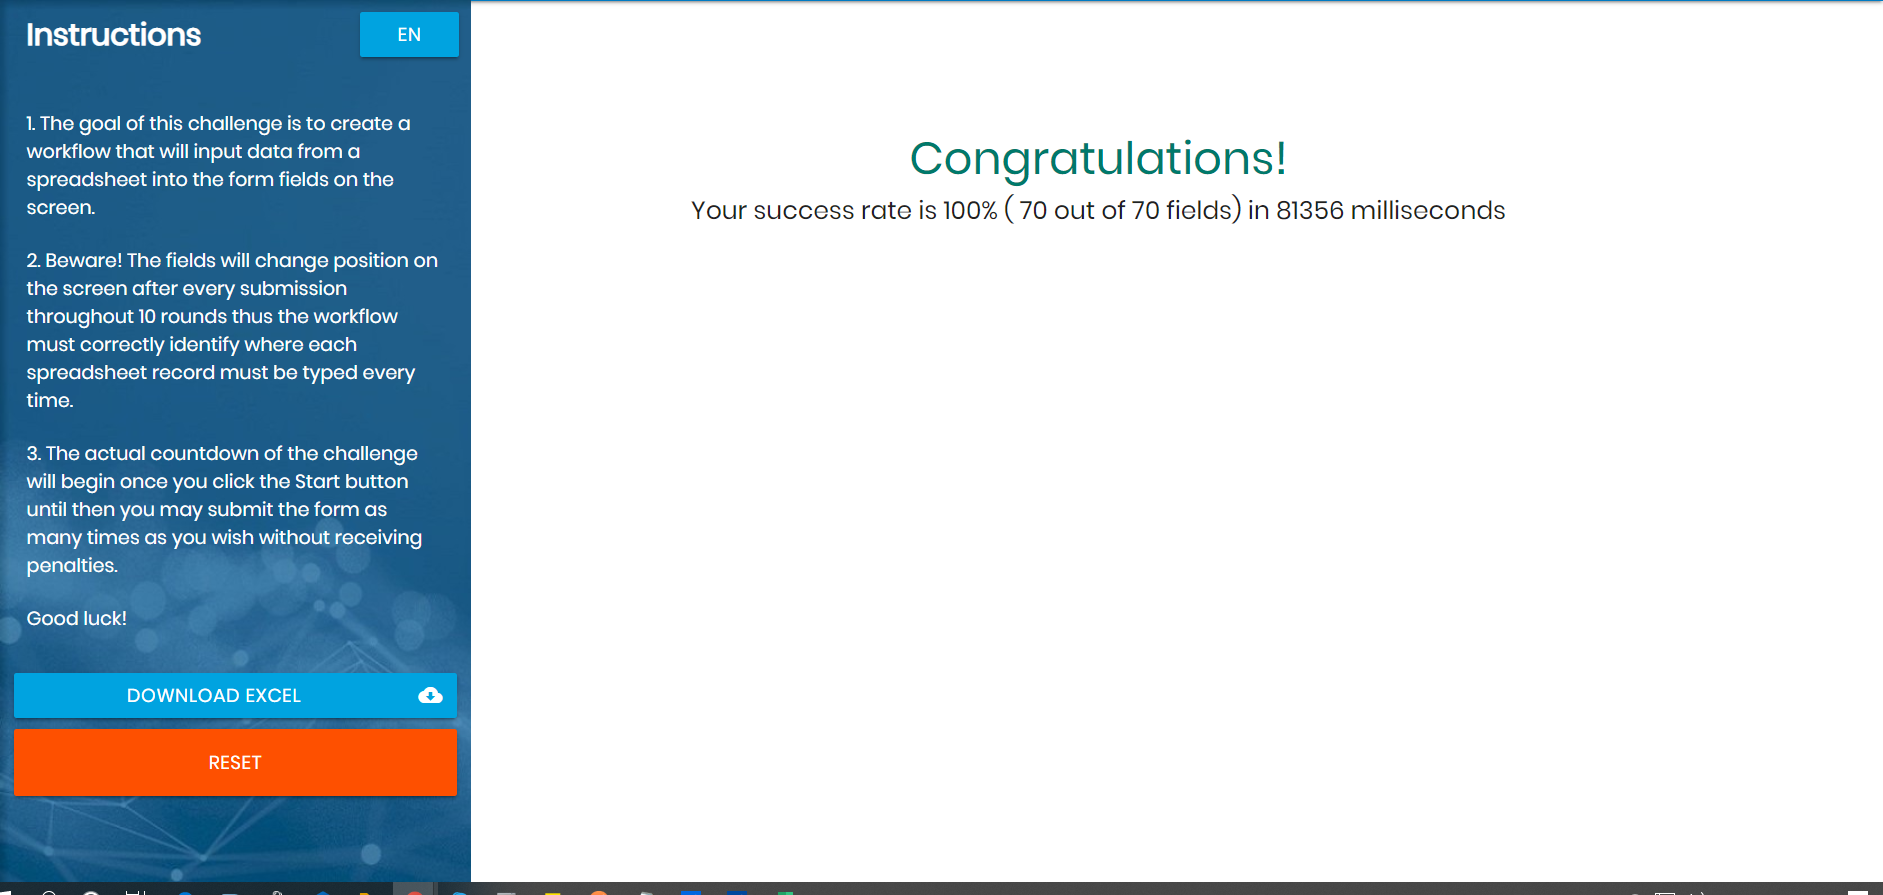 Instructions
EN
1. The goal of this challenge is to create a
workflow that will input data from a
spreadsheet into the form fields on the
screen.
2. Beware! The fields will change position on
the screen after every submission
throughout 10 rounds thus the workflow
must correctly identify where each
spreadsheet record must be typed every
time.
3. The actual countdown of the challenge
will begin once you click the Start button
until then you may submit the form as
many times as you wish without receiving
penalties.
Good luck!
DOWNLOAD EXCEL
RESET
Congratulations!
Your success rate is 100% ( 70 out of 70 fields) in 81356 milliseconds